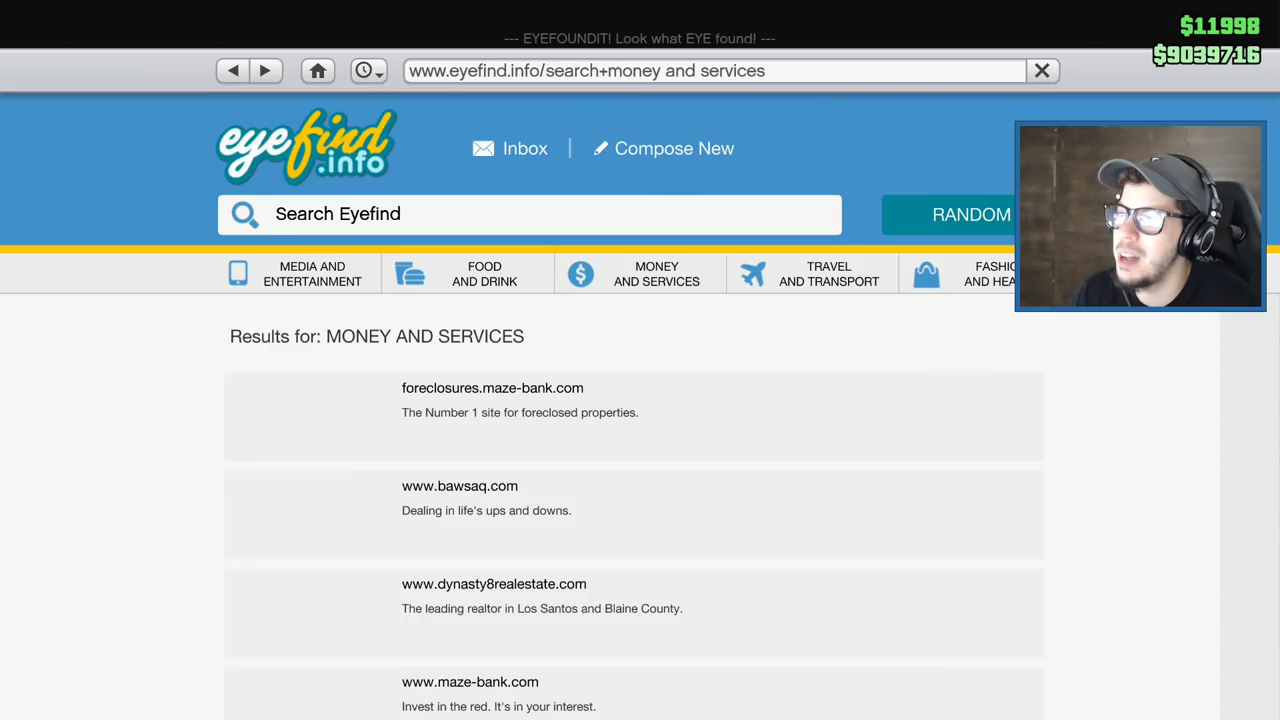 --- EYEFOUNDIT! Look what EYE found! ---
$11998
$9039716
www.eyefind.info/search+money and services
eyefind
.info
Inbox
Compose New
Search Eyefind
RANDOM
MEDIA AND
ENTERTAINMENT
FOOD
AND DRINK
MONEY
AND SERVICES
TRAVEL
AND TRANSPORT
Results for: MONEY AND SERVICES
foreclosures.maze-bank.com
The Number 1 site for foreclosed properties.
www.bawsaq.com
Dealing in life's ups and downs.
www.dynasty8realestate.com
The leading realtor in Los Santos and Blaine County.
www.maze-bank.com
Invest in the red. It's in your interest.